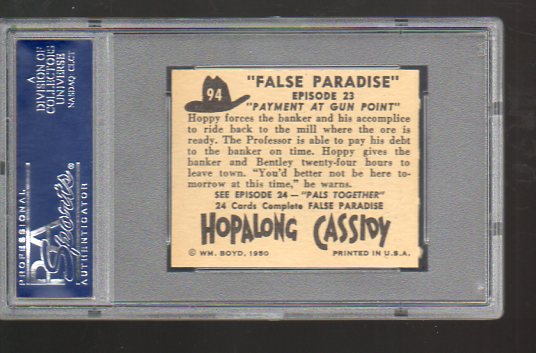 94
"FALSE PARADISE"
EPISODE 23
"PAYMENT AT GUN POINT"
Hoppy forces the banker and his accomplice
to ride back to the mill where the ore is
ready. The Professor is able to pay his debt
to the banker on time. Hoppy gives the
banker and Bentley twenty-four hours to
leave town. "You'd better not be here to-
morrow at this time," he warns.
SEE EPISODE 24 — "PALS TOGETHER"
24 Cards Complete FALSE PARADISE
HOPALONG CASSIDY
© WM. BOYD, 1950 PRINTED IN U.S.A.
A
DIVISION OF
COLLECTORS
UNIVERSE
NASDAQ: CLCT
PROFESSIONAL
PSA
Sports
®
AUTHENTICATOR